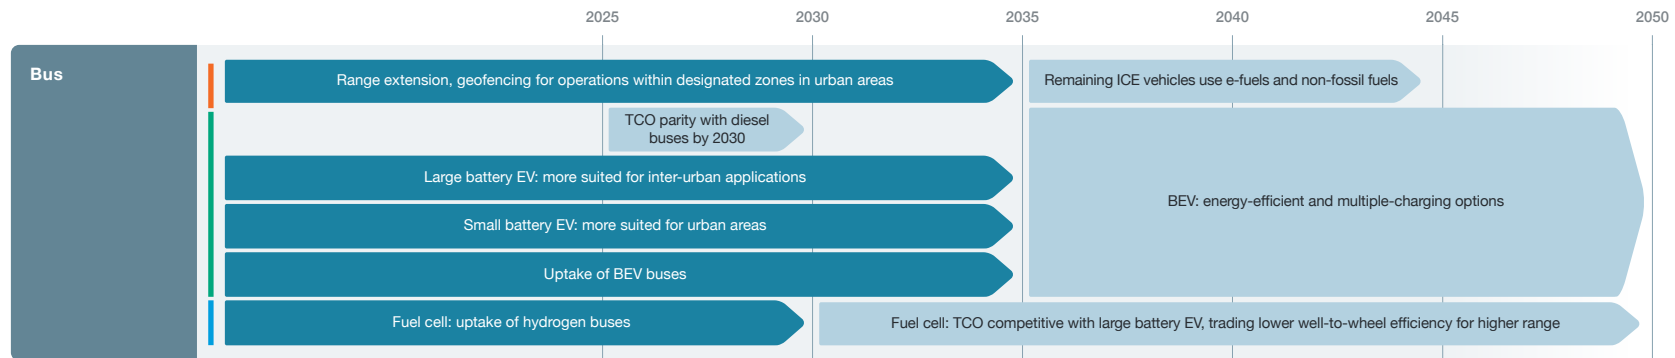 2025 2030 2035 2040 2045 2050
Bus
Range extension, geofencing for operations within designated zones in urban areas
Remaining ICE vehicles use e-fuels and non-fossil fuels
TCO parity with diesel
buses by 2030
Large battery EV: more suited for inter-urban applications
BEV: energy-efficient and multiple-charging options
Small battery EV: more suited for urban areas
Uptake of BEV buses
Fuel cell: uptake of hydrogen buses
Fuel cell: TCO competitive with large battery EV, trading lower well-to-wheel efficiency for higher range